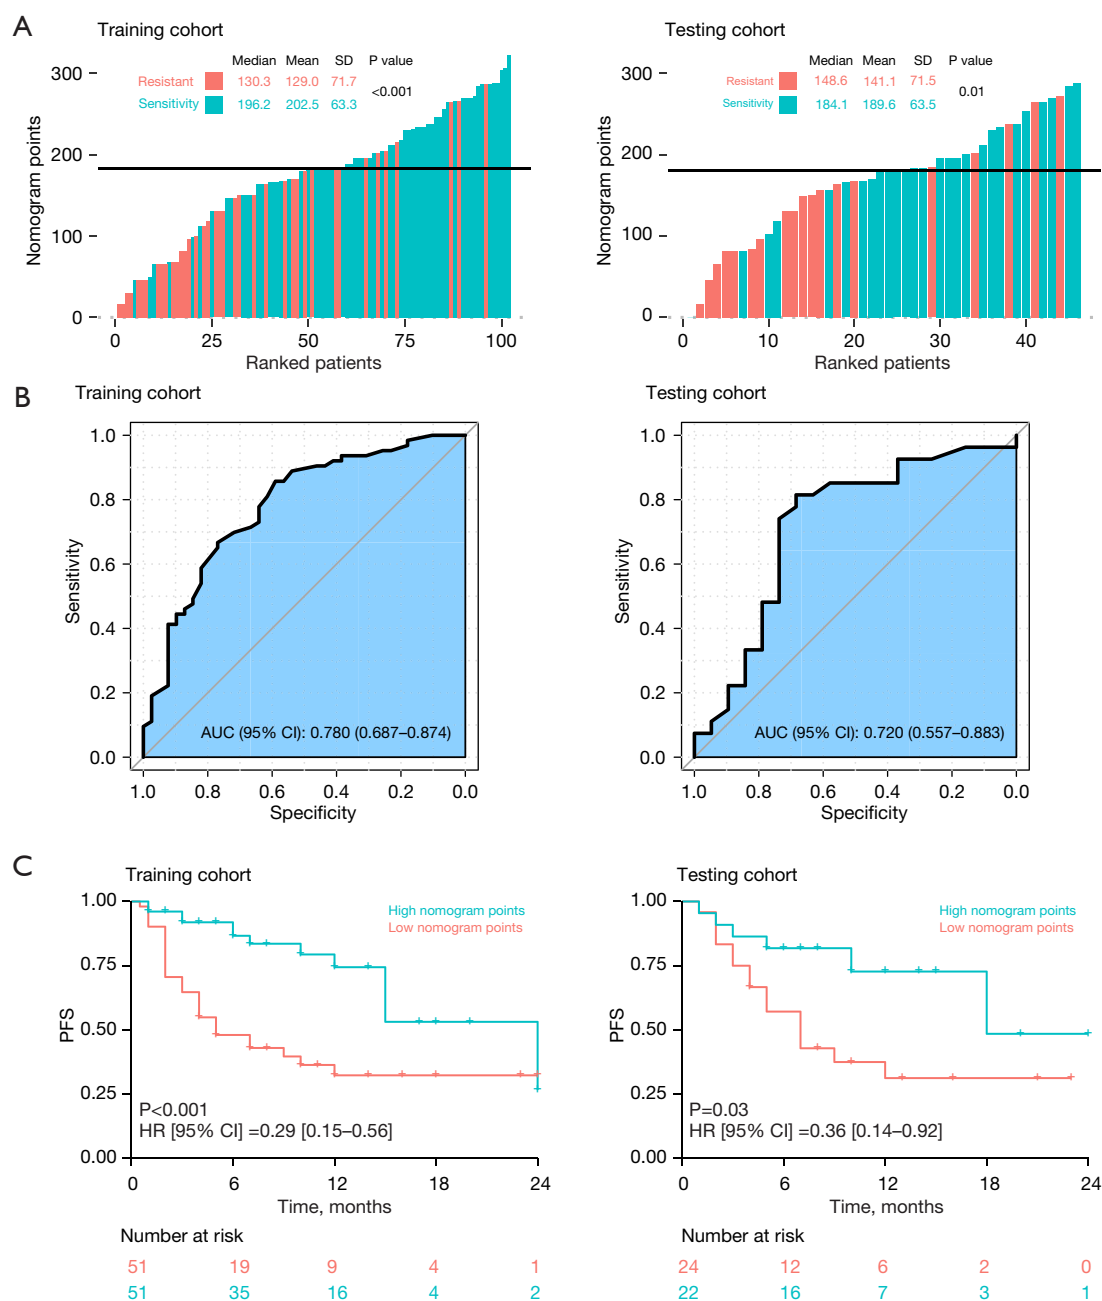 A
Training cohort
Testing cohort
Median Mean SD P value
Resistant 130.3 129.0 71.7
<0.001
Sensitivity 196.2 202.5 63.3
Nomogram points
300
200
100
0
0 25 50 75 100
Ranked patients
Median Mean SD P value
Resistant 148.6 141.1 71.5
0.01
Sensitivity 184.1 189.6 63.5
Nomogram points
300
200
100
0
0 10 20 30 40
Ranked patients
B
Training cohort
Testing cohort
Sensitivity
1.0
0.8
0.6
0.4
0.2
0.0
AUC (95% CI): 0.780 (0.687–0.874)
1.0 0.8 0.6 0.4 0.2 0.0
Specificity
Sensitivity
1.0
0.8
0.6
0.4
0.2
0.0
AUC (95% CI): 0.720 (0.557–0.883)
1.0 0.8 0.6 0.4 0.2 0.0
Specificity
C
Training cohort
Testing cohort
PFS
1.00
0.75
0.50
0.25
0.00
High nomogram points
Low nomogram points
P<0.001
HR [95% CI] =0.29 [0.15–0.56]
0 6 12 18 24
Time, months
Number at risk
51 19 9 4 1
51 35 16 4 2
PFS
1.00
0.75
0.50
0.25
0.00
High nomogram points
Low nomogram points
P=0.03
HR [95% CI] =0.36 [0.14–0.92]
0 6 12 18 24
Time, months
Number at risk
24 12 6 2 0
22 16 7 3 1